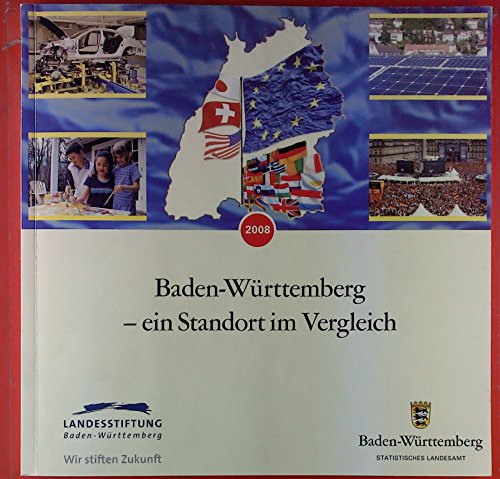 2008
Baden-Württemberg
– ein Standort im Vergleich
LANDESSTIFTUNG
Baden-Württemberg
Wir stiften Zukunft
Baden-Württemberg
STATISTISCHES LANDESAMT